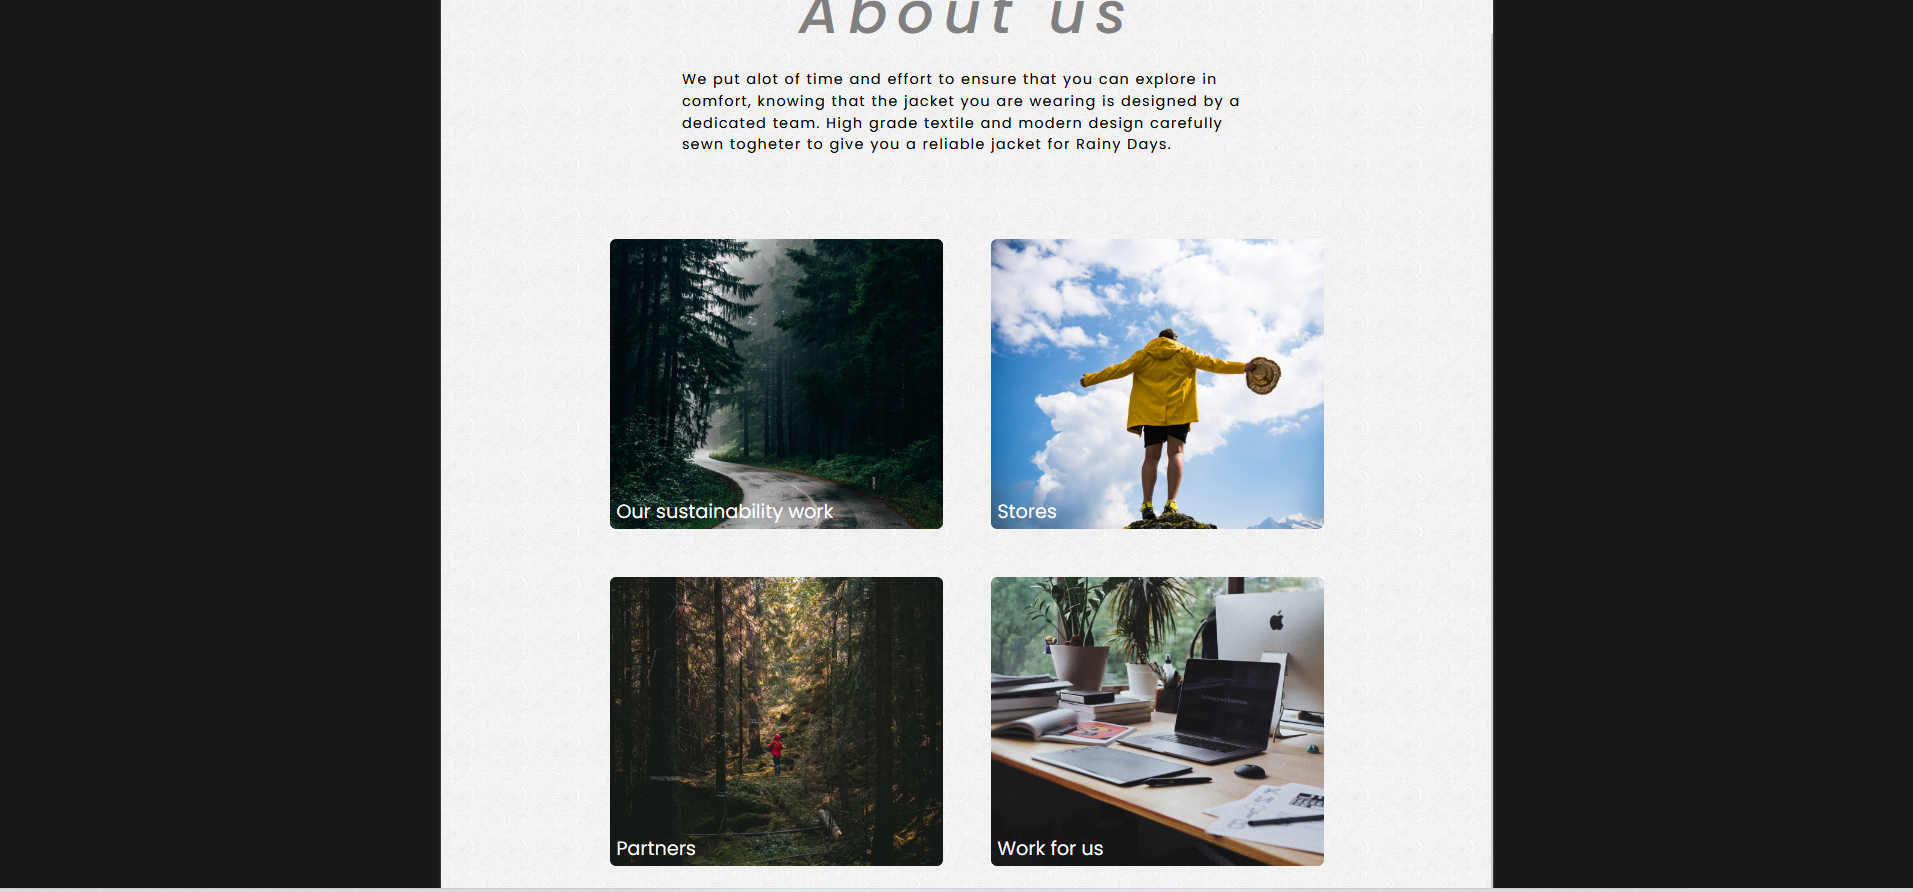 About us
We put alot of time and effort to ensure that you can explore in
comfort, knowing that the jacket you are wearing is designed by a
dedicated team. High grade textile and modern design carefully
sewn togheter to give you a reliable jacket for Rainy Days.
Our sustainability work
Stores
Partners
Work for us